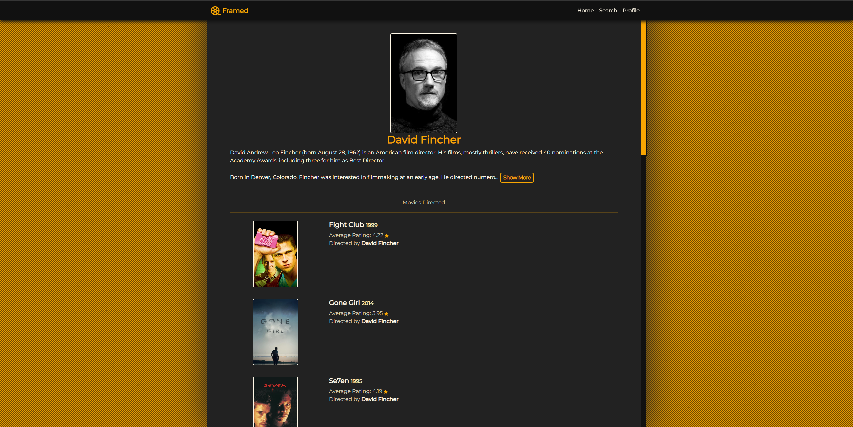 Framed
Home Search Profile
David Fincher
David Andrew Leo Fincher (born August 28, 1962) is an American film director. His films, mostly thrillers, have received 40 nominations at the
Academy Awards, including three for him as Best Director.
Born in Denver, Colorado, Fincher was interested in filmmaking at an early age. He directed numero... Show More
Movies Directed
Fight Club 1999
Average Rating: ★
Directed by David Fincher
GONE
GIRL
Gone Girl 2014
Average Rating: 3.95 ★
Directed by David Fincher
Se7en 1995
Average Rating: ★
Directed by David Fincher